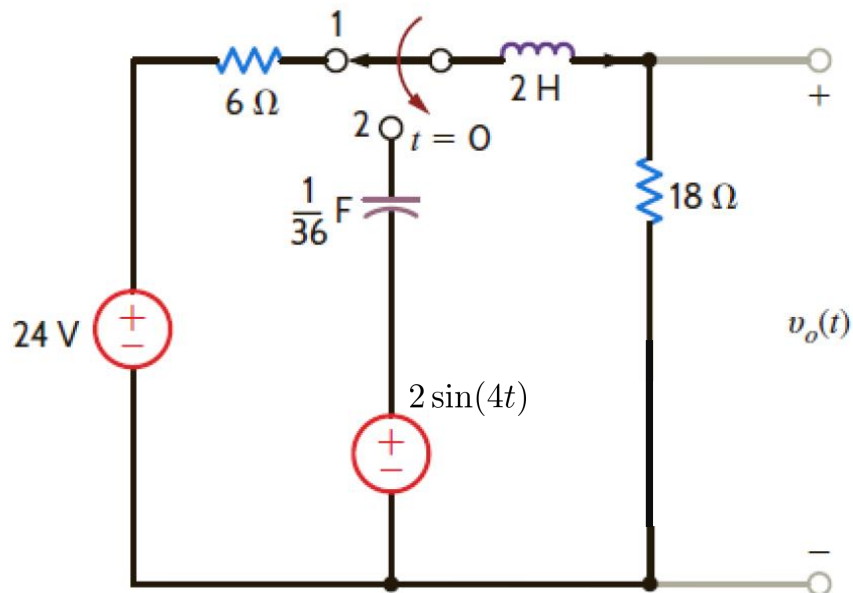 1
6 Ω
2 H
+
2 t = 0
1/36 F
18 Ω
24 V
+
−
v_o(t)
2 sin(4t)
+
−
−